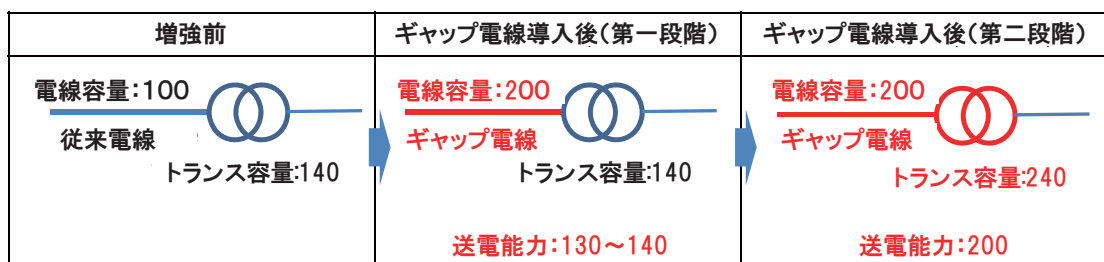 増強前
電線容量:100
従来電線
トランス容量:140
ギャップ電線導入後(第一段階)
電線容量:200
ギャップ電線
トランス容量:140
送電能力:130～140
ギャップ電線導入後(第二段階)
電線容量:200
ギャップ電線
トランス容量:240
送電能力:200